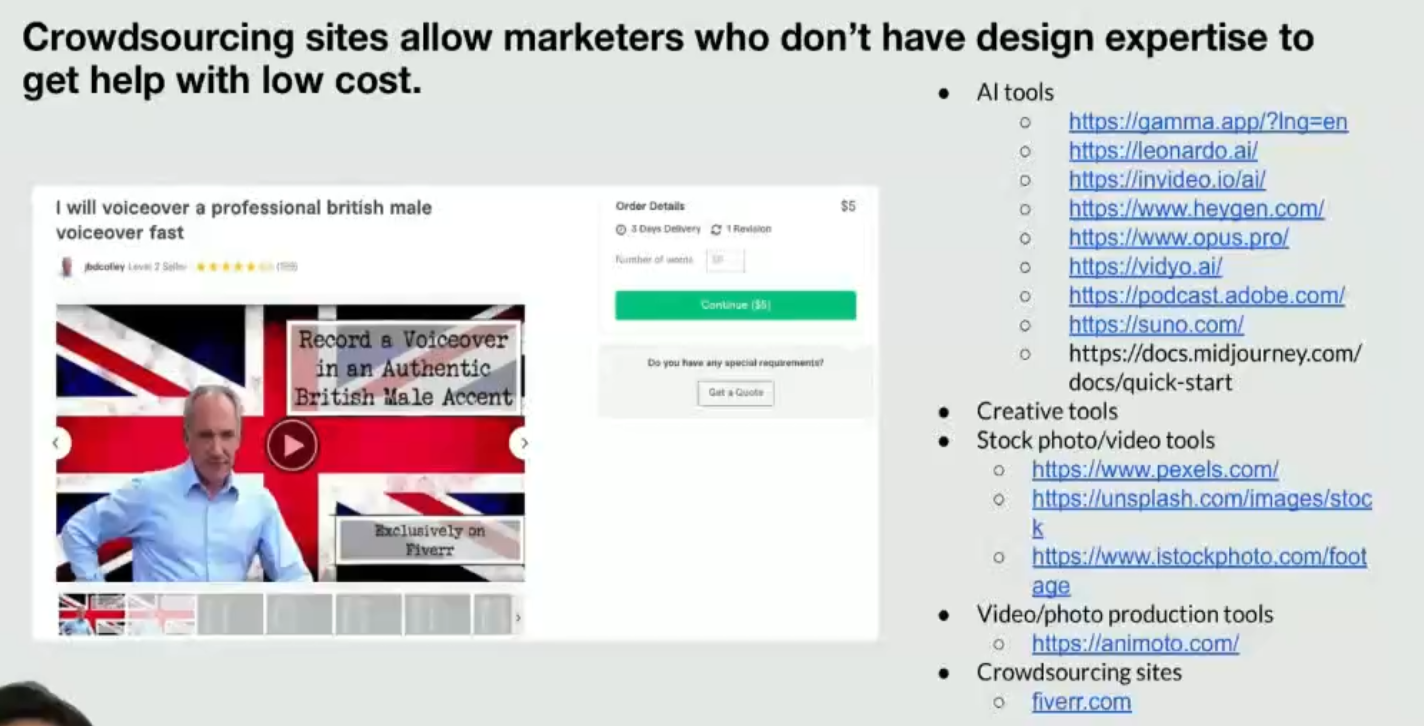 Crowdsourcing sites allow marketers who don't have design expertise to
get help with low cost.
I will voiceover a professional british male
voiceover fast
jbdcolley Level 2 Seller
Record a Voiceover
in an Authentic
British Male Accent
Exclusively on
Fiverr
Order Details $5
3 Days Delivery 1 Revision
Number of words
Continue ($5)
Do you have any special requirements?
Get a Quote
● AI tools
○ https://gamma.app/?lng=en
○ https://leonardo.ai/
○ https://invideo.io/ai/
○ https://www.heygen.com/
○ https://www.opus.pro/
○ https://vidyo.ai/
○ https://podcast.adobe.com/
○ https://suno.com/
○ https://docs.midjourney.com/
docs/quick-start
● Creative tools
● Stock photo/video tools
○ https://www.pexels.com/
○ https://unsplash.com/images/stoc
k
○ https://www.istockphoto.com/foot
age
● Video/photo production tools
○ https://animoto.com/
● Crowdsourcing sites
○ fiverr.com